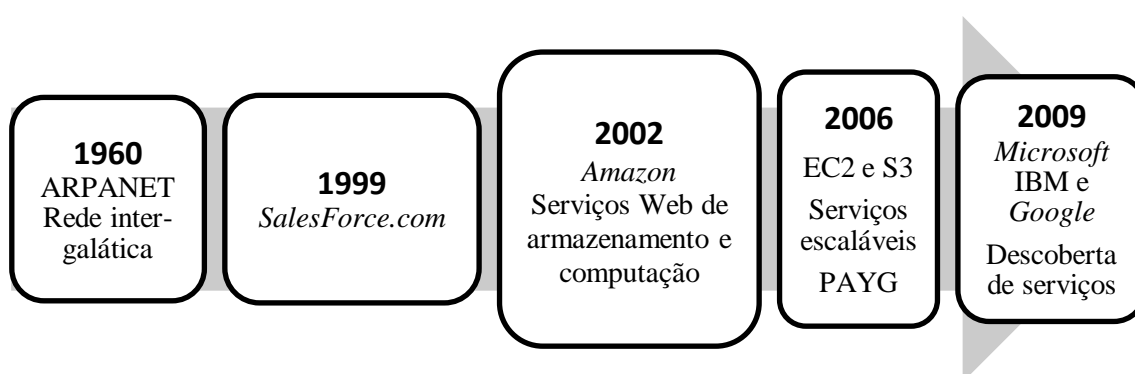 1960
ARPANET
Rede inter-
galática
1999
SalesForce.com
2002
Amazon
Serviços Web de
armazenamento e
computação
2006
EC2 e S3
Serviços
escaláveis
PAYG
2009
Microsoft
IBM e
Google
Descoberta
de serviços